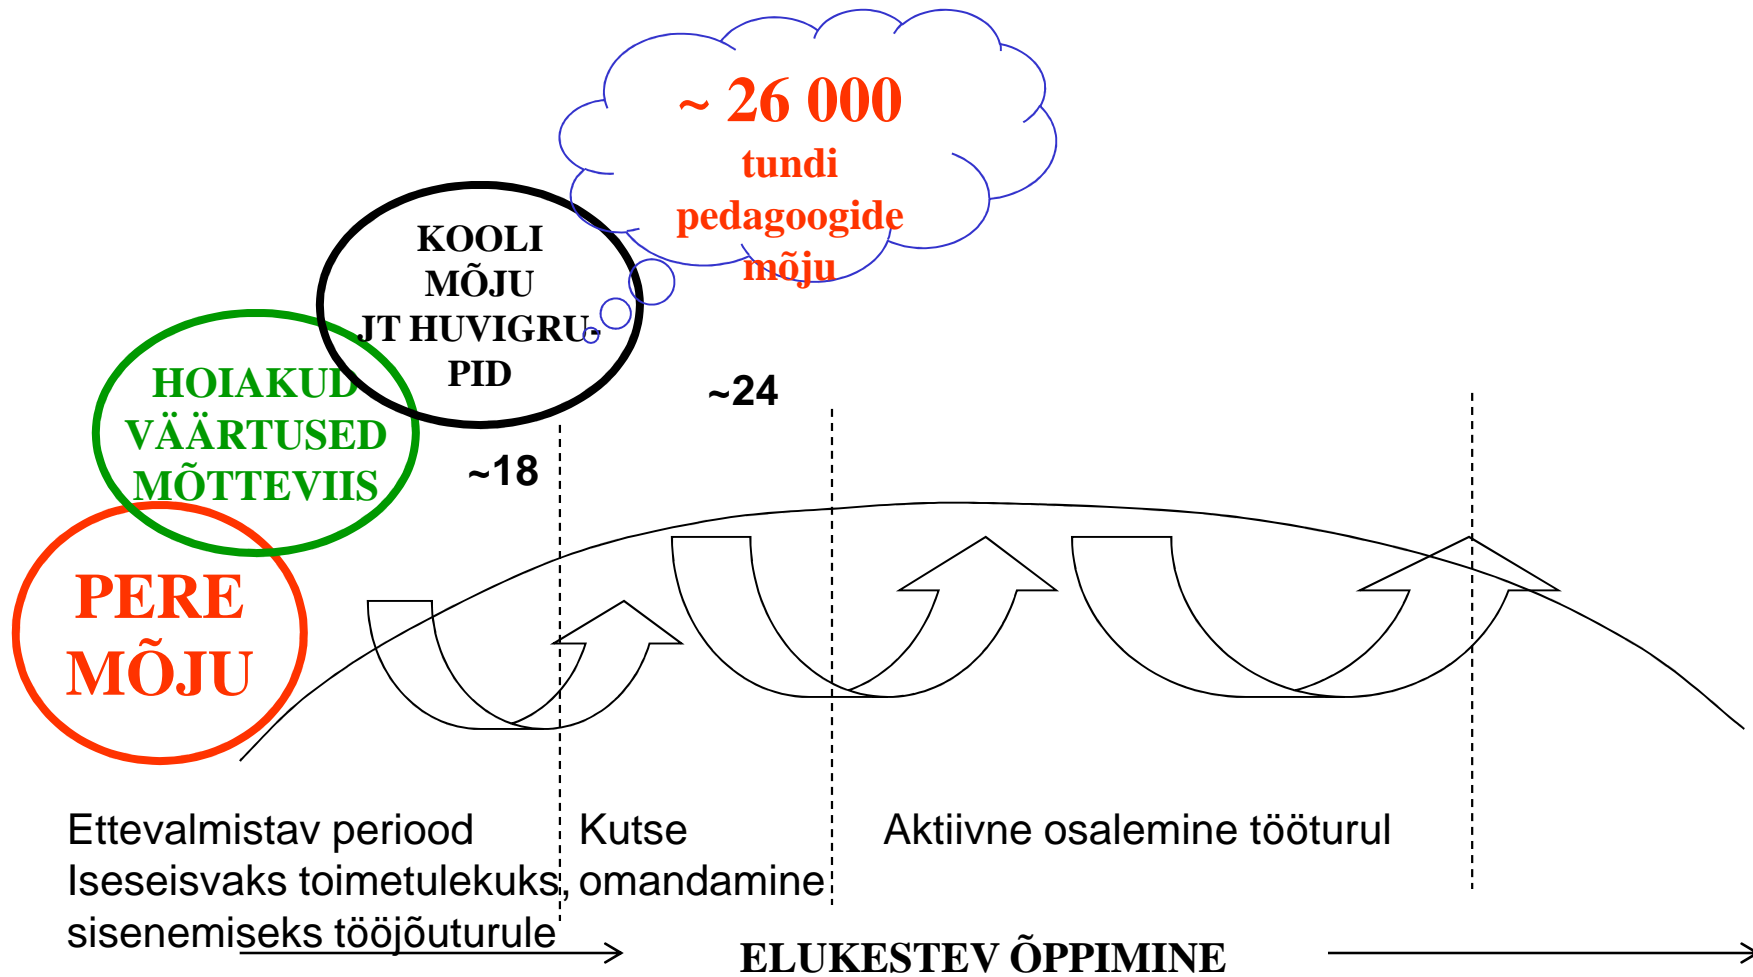 ~ 26 000
tundi
pedagoogide
mõju
KOOLI
MÕJU
JT HUVIGRU-
PID
HOIAKUD
VÄÄRTUSED
MÕTTEVIIS
PERE
MÕJU
~18
~24
Ettevalmistav periood
Iseseisvaks toimetulekuks,
sisenemiseks tööjõuturule
Kutse
omandamine
Aktiivne osalemine tööturul
ELUKESTEV ÕPPIMINE